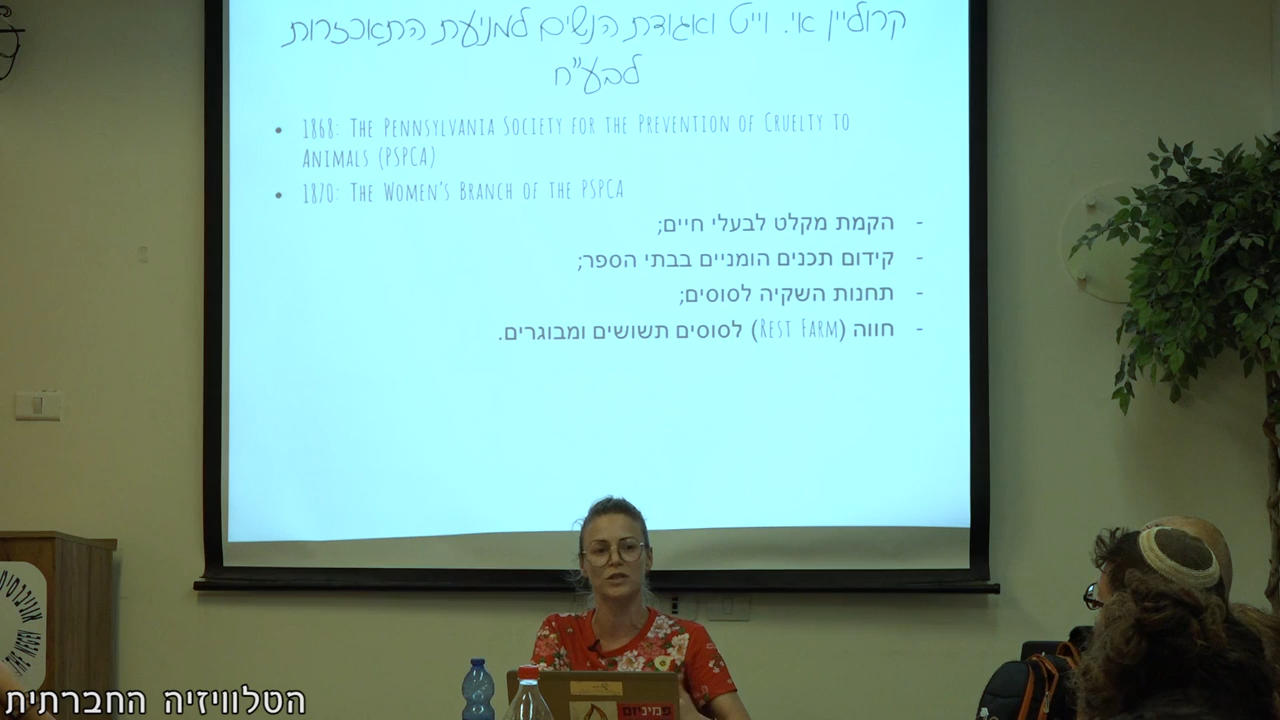 קרוליין אי. וייט ואגודת הנשים למניעת התאכזרות
לבע"ח
• 1868: The Pennsylvania Society for the Prevention of Cruelty to
Animals (PSPCA)
• 1870: The Women's Branch of the PSPCA
- הקמת מקלט לבעלי חיים;
- קידום תכנים הומניים בבתי הספר;
- תחנות השקיה לסוסים;
- חווה (Rest Farm) לסוסים תשושים ומבוגרים.
פמיניזם
הטלוויזיה החברתית